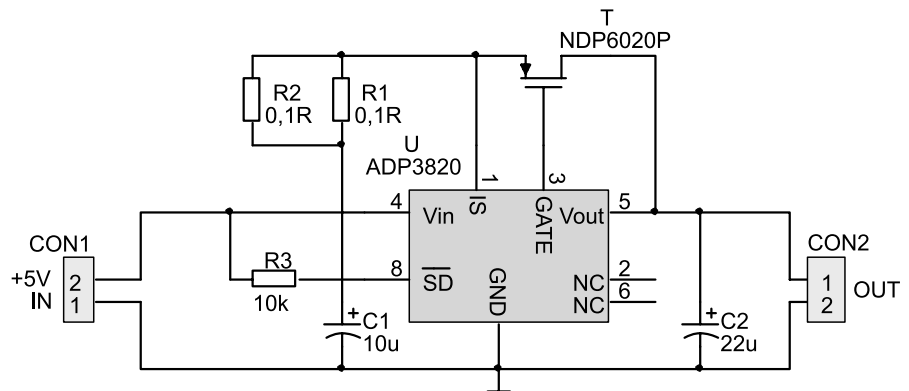 T
NDP6020P
R2
0,1R
R1
0,1R
U
ADP3820
1
3
4
Vin
IS
GATE
Vout
5
CON1
+5V
IN
2
1
R3
10k
8
SD
GND
NC
2
NC
6
CON2
1
2
OUT
+
C1
10u
+
C2
22u